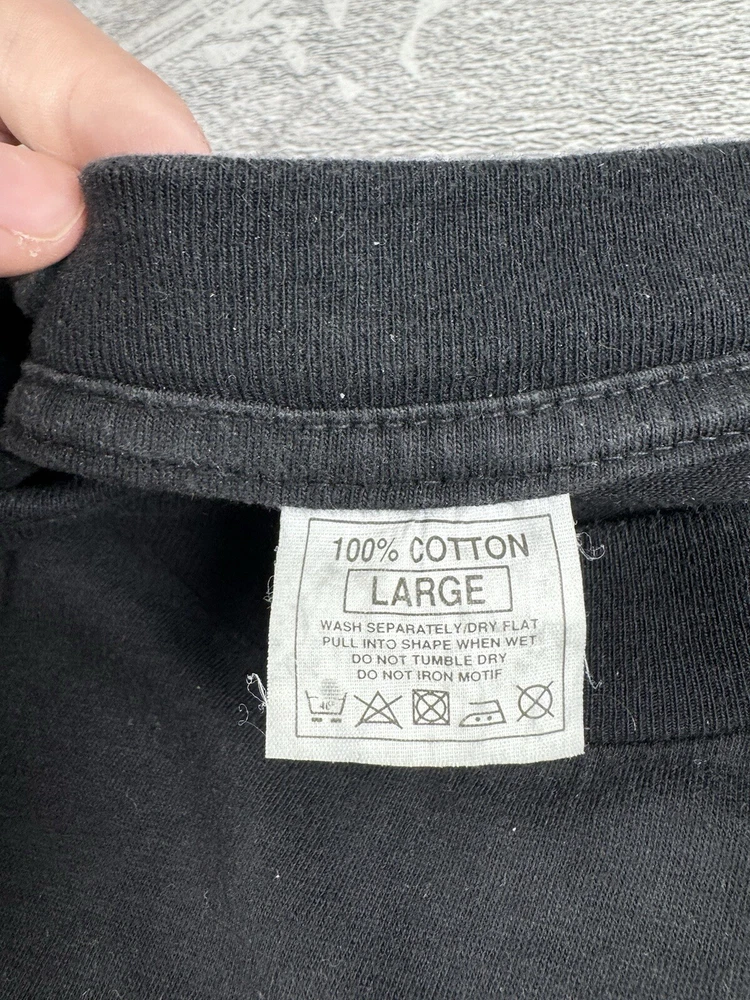 100% COTTON
LARGE
WASH SEPARATELY/DRY FLAT
PULL INTO SHAPE WHEN WET
DO NOT TUMBLE DRY
DO NOT IRON MOTIF
40°